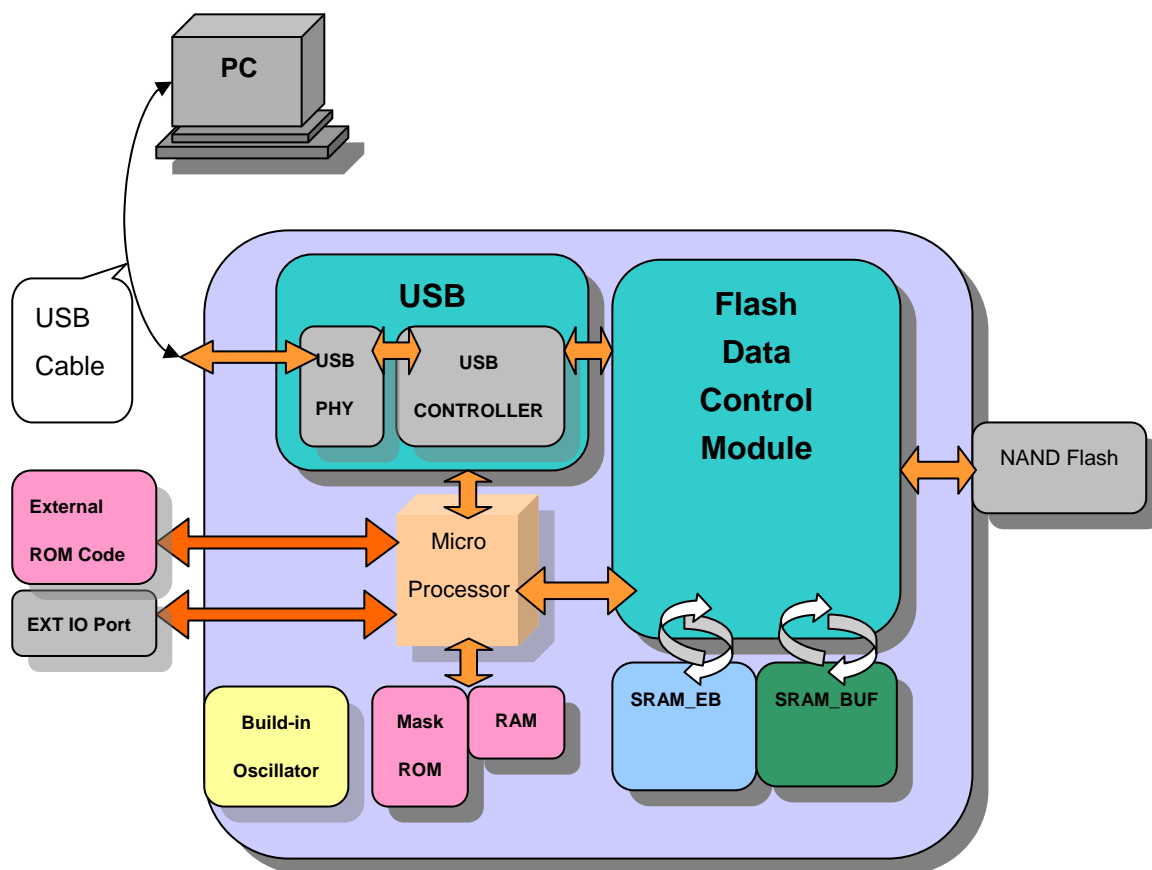 PC
USB
Cable
USB
USB
PHY
USB
CONTROLLER
Flash
Data
Control
Module
NAND Flash
External
ROM Code
EXT IO Port
Micro
Processor
Build-in
Oscillator
Mask
ROM
RAM
SRAM_EB
SRAM_BUF